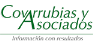 Covarrubias y
Asociados
Información con resultados